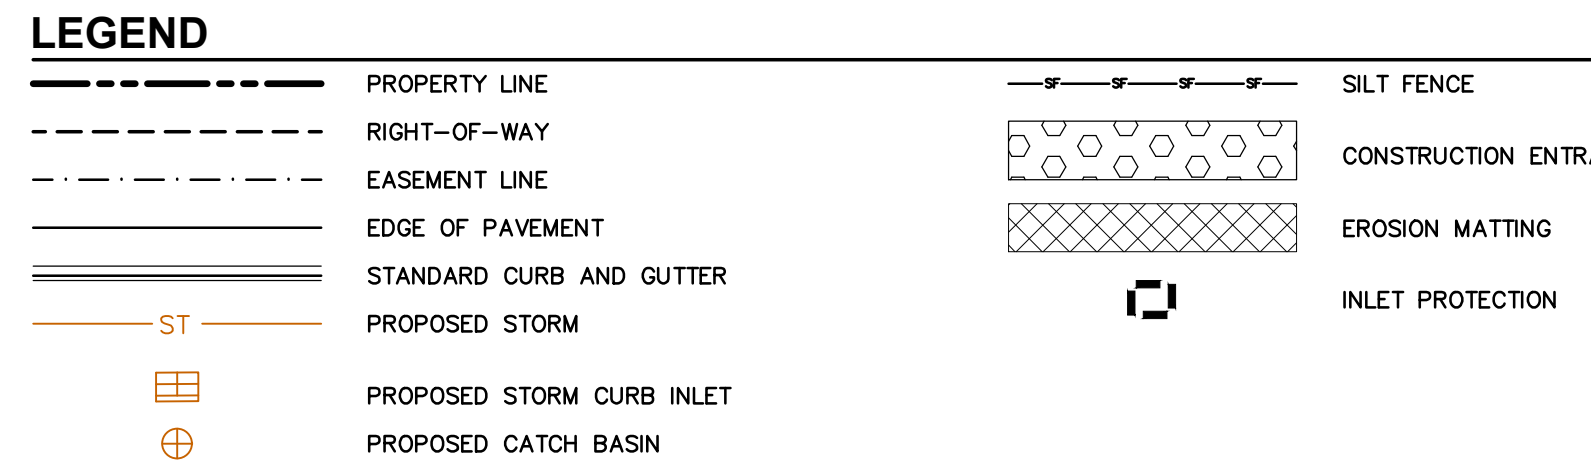 LEGEND
PROPERTY LINE
RIGHT-OF-WAY
EASEMENT LINE
EDGE OF PAVEMENT
STANDARD CURB AND GUTTER
ST PROPOSED STORM
PROPOSED STORM CURB INLET
PROPOSED CATCH BASIN
SF SF SF SF SILT FENCE
CONSTRUCTION
EROSION MATTING
INLET PROTECTION